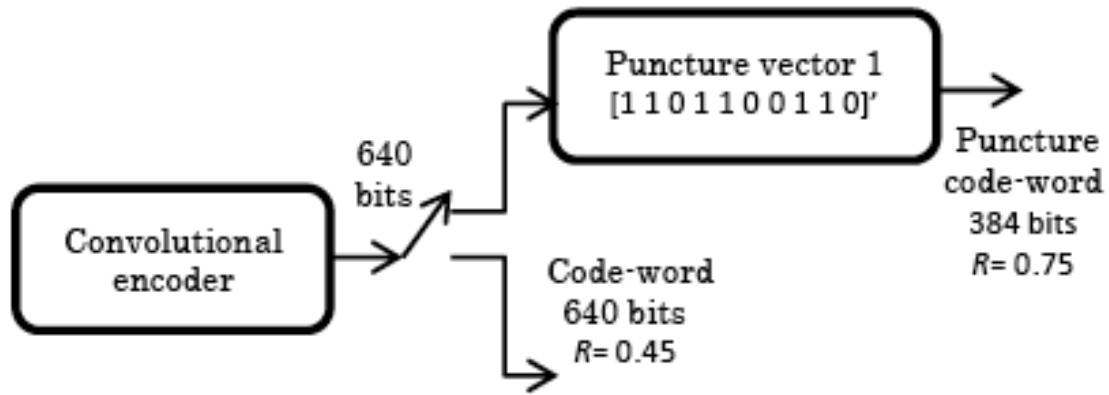 Puncture vector 1
[1 1 0 1 1 0 0 1 1 0]′
640
bits
Puncture
code-word
384 bits
R= 0.75
Convolutional
encoder
Code-word
640 bits
R= 0.45